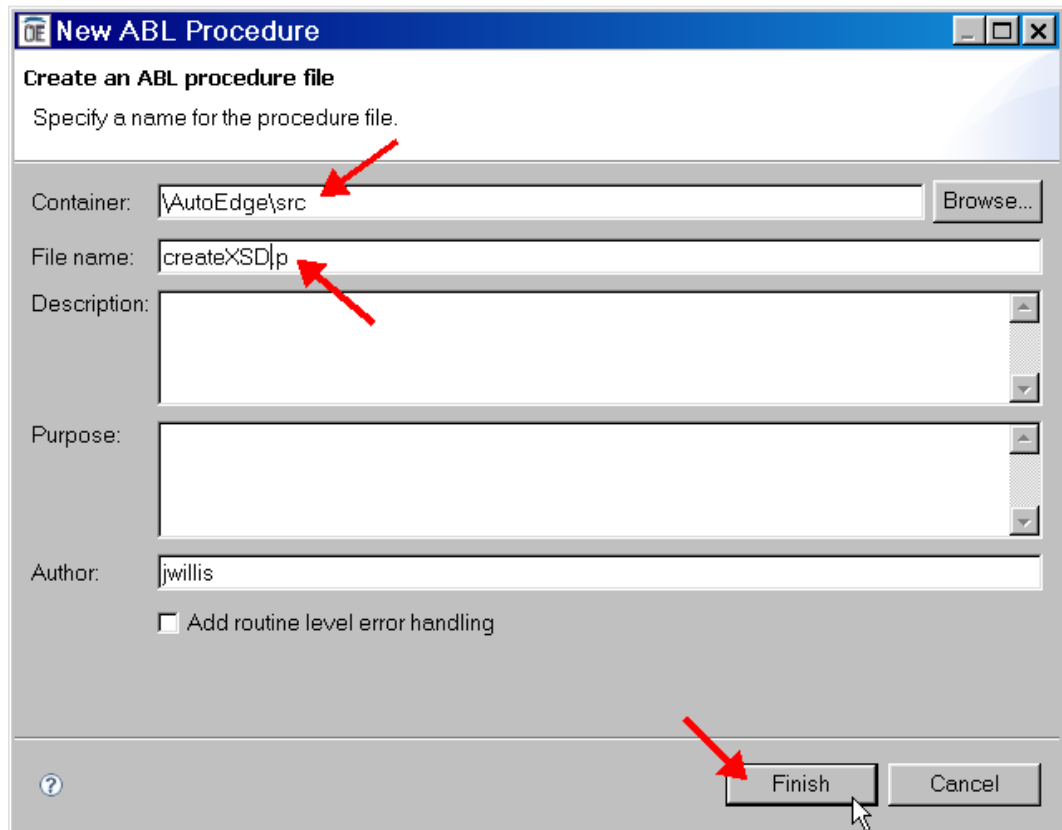 OE New ABL Procedure
Create an ABL procedure file
Specify a name for the procedure file.
Container: \AutoEdge\src Browse...
File name: createXSD.p
Description:
Purpose:
Author: jwillis
Add routine level error handling
? Finish Cancel